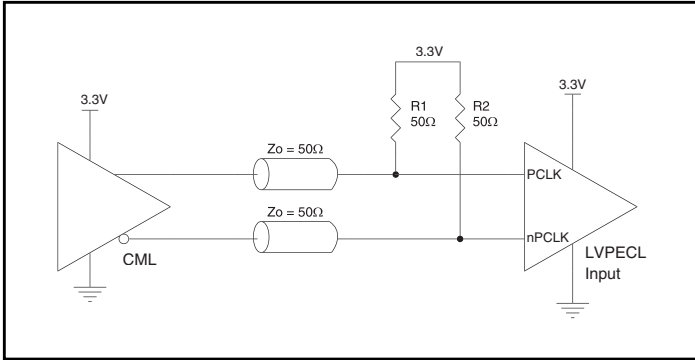 3.3V
3.3V
3.3V
R1
50Ω
R2
50Ω
Zo = 50Ω
PCLK
Zo = 50Ω
nPCLK
CML
LVPECL
Input